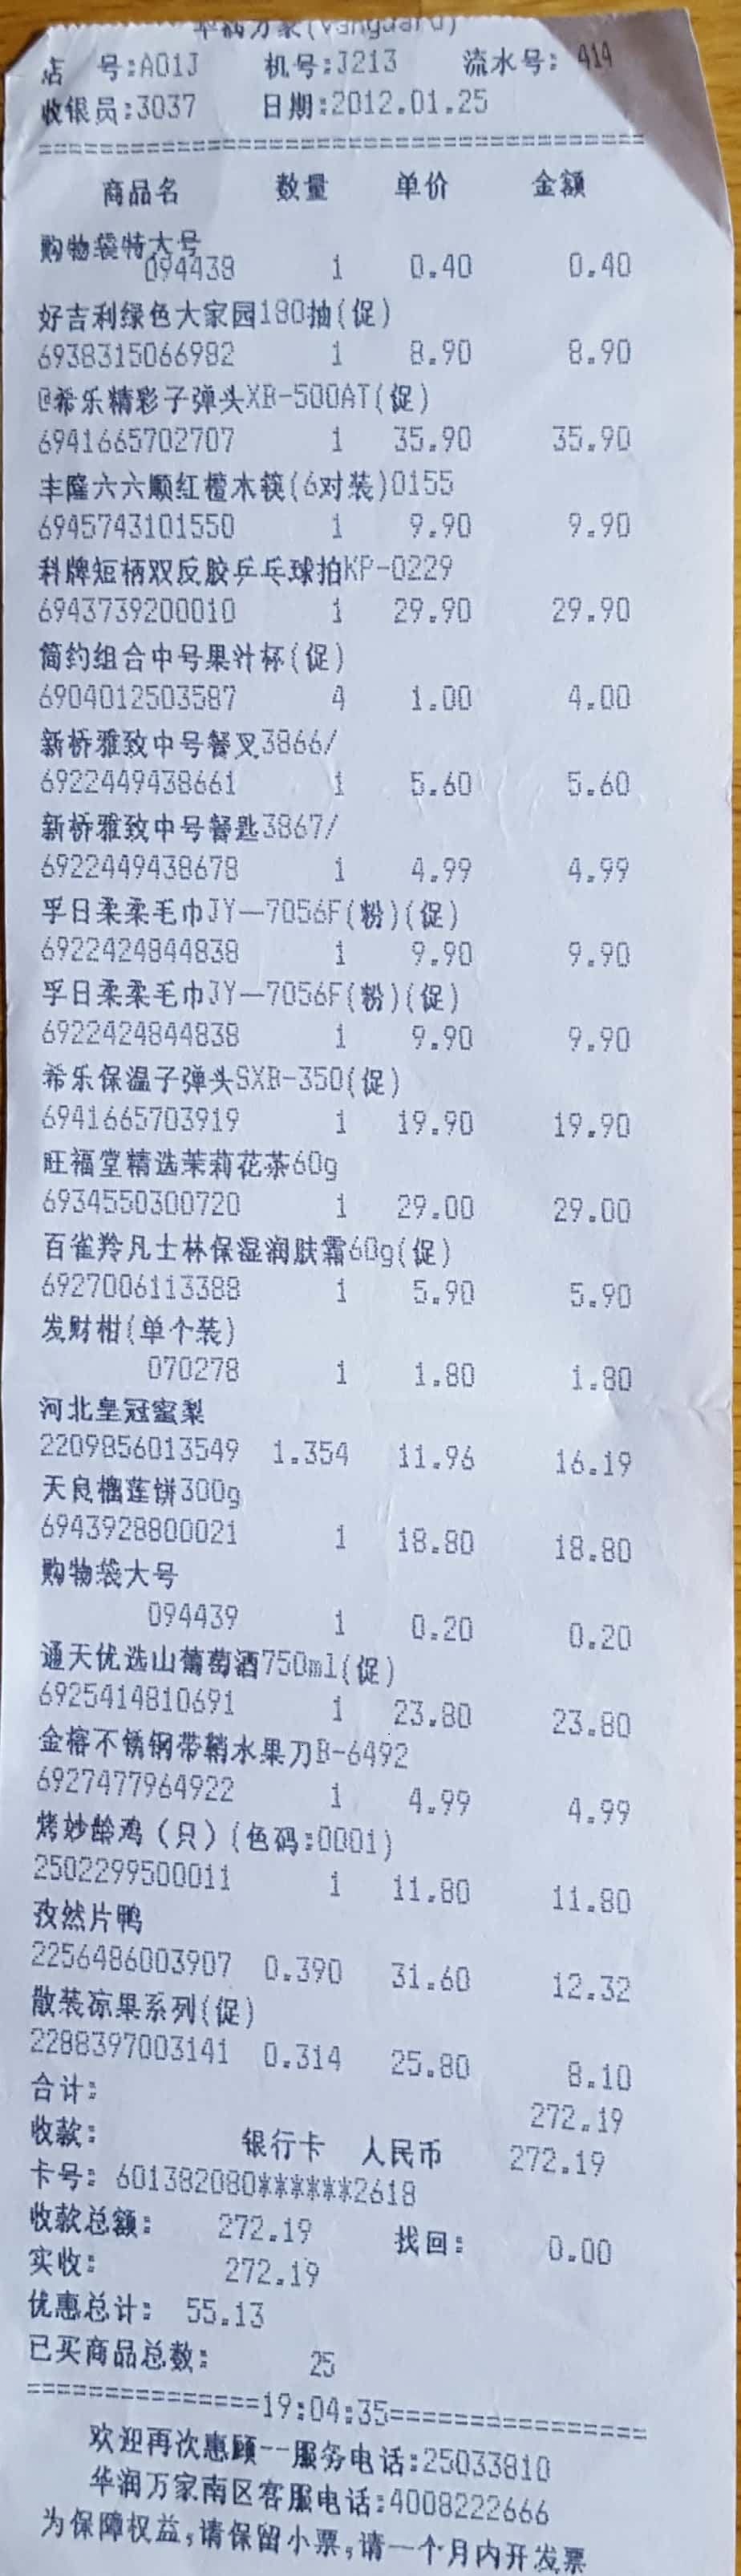 华润万家(Vanguard)
店 号:A01J 机号:J213 流水号: 414
收银员:3037 日期:2012.01.25
=======================================
商品名 数量 单价 金额
购物袋特大号
094438 1 0.40 0.40
好吉利绿色大家园180抽(促)
6938315066982 1 8.90 8.90
@希乐精彩子弹头XB-500AT(促)
6941665702707 1 35.90 35.90
丰隆六六顺红檀木筷(6对装)0155
6945743101550 1 9.90 9.90
科牌短柄双反胶乒乓球拍KP-0229
6943739200010 1 29.90 29.90
简约组合中号果汁杯(促)
6904012503587 4 1.00 4.00
新桥雅致中号餐叉3866/
6922449438661 1 5.60 5.60
新桥雅致中号餐匙3867/
6922449438678 1 4.99 4.99
孚日柔柔毛巾JY—7056F(粉)(促)
6922424844838 1 9.90 9.90
孚日柔柔毛巾JY—7056F(粉)(促)
6922424844838 1 9.90 9.90
希乐保温子弹头SXB-350(促)
6941665703919 1 19.90 19.90
旺福堂精选茉莉花茶60g
6934550300720 1 29.00 29.00
百雀羚凡士林保湿润肤霜60g(促)
6927006113388 1 5.90 5.90
发财柑(单个装)
070278 1 1.80 1.80
河北皇冠蜜梨
2209856013549 1.354 11.96 16.19
天良榴莲饼300g
6943928800021 1 18.80 18.80
购物袋大号
094439 1 0.20 0.20
通天优选山葡萄酒750ml(促)
6925414810691 1 23.80 23.80
金榕不锈钢带鞘水果刀B-6492
6927477964922 1 4.99 4.99
烤妙龄鸡（只）(色码:0001)
2502299500011 1 11.80 11.80
孜然片鸭
2256486003907 0.390 31.60 12.32
散装凉果系列(促)
2288397003141 0.314 25.80 8.10
合计: 272.19
收款: 银行卡 人民币 272.19
卡号: 601382080******2618
收款总额: 272.19 找回: 0.00
实收: 272.19
优惠总计: 55.13
已买商品总数: 25
===============19:04:35================
欢迎再次惠顾--服务电话:25033810
华润万家南区客服电话:4008222666
为保障权益,请保留小票,请一个月内开发票